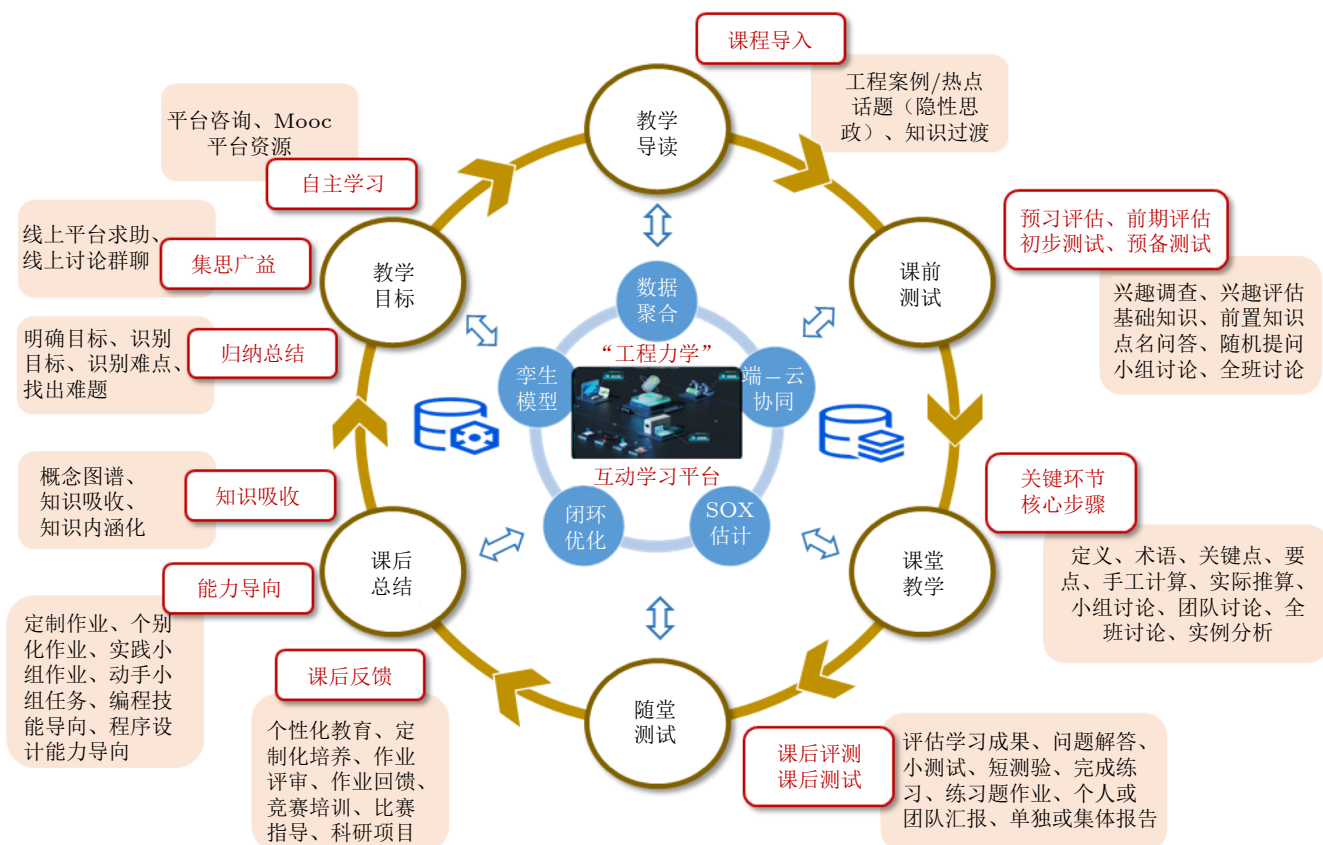 课程导入
工程案例/热点
话题（隐性思
政）、知识过渡
教学
导读
平台咨询、Mooc
平台资源
自主学习
预习评估、前期评估
初步测试、预备测试
线上平台求助、
线上讨论群聊
集思广益
教学
目标
课前
测试
兴趣调查、兴趣评估
基础知识、前置知识
点名问答、随机提问
小组讨论、全班讨论
数据
聚合
明确目标、识别
目标、识别难点、
找出难题
归纳总结
“工程力学”
孪生
模型
端－云
协同
互动学习平台
概念图谱、
知识吸收、
知识内涵化
知识吸收
关键环节
核心步骤
闭环
优化
SOX
估计
课后
总结
课堂
教学
定义、术语、关键点、要
点、手工计算、实际推算、
小组讨论、团队讨论、全
班讨论、实例分析
能力导向
定制作业、个别
化作业、实践小
组作业、动手小
组任务、编程技
能导向、程序设
计能力导向
课后反馈
个性化教育、定
制化培养、作业
评审、作业回馈、
竞赛培训、比赛
指导、科研项目
随堂
测试
课后评测
课后测试
评估学习成果、问题解答、
小测试、短测验、完成练
习、练习题作业、个人或
团队汇报、单独或集体报告